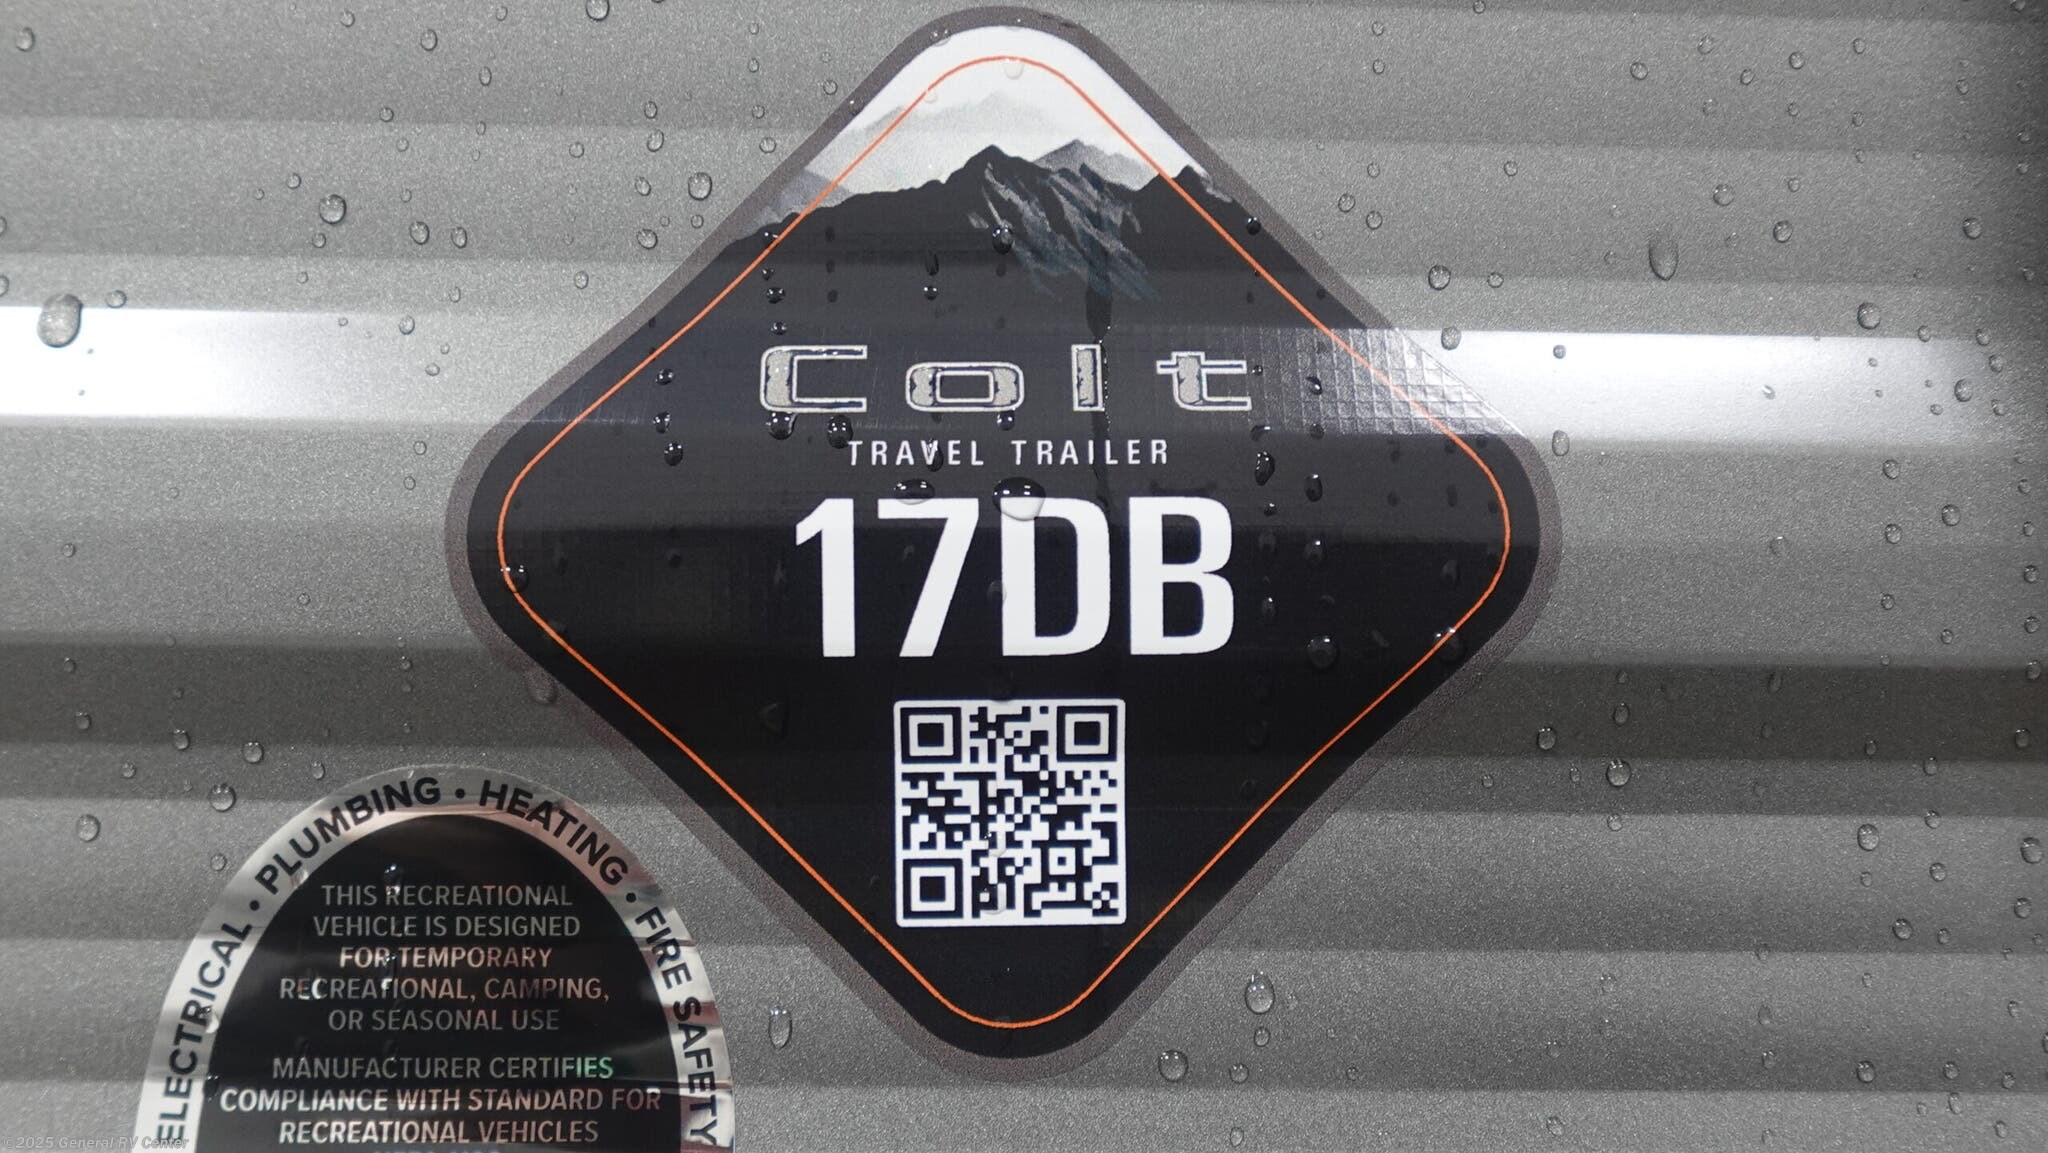 Colt
TRAVEL TRAILER
17DB
ELECTRICAL • PLUMBING • HEATING • FIRE SAFETY
THIS RECREATIONAL
VEHICLE IS DESIGNED
FOR TEMPORARY
RECREATIONAL, CAMPING,
OR SEASONAL USE
MANUFACTURER CERTIFIES
COMPLIANCE WITH STANDARD FOR
RECREATIONAL VEHICLES
©2025 General RV Center